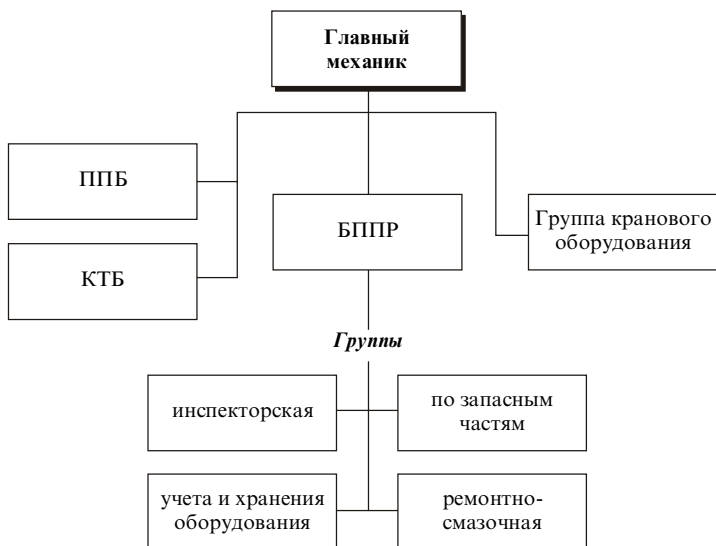 Главный
механик
ППБ
БППР
Группа кранового
оборудования
КТБ
Группы
инспекторская
по запасным
частям
учета и хранения
оборудования
ремонтно-
смазочная